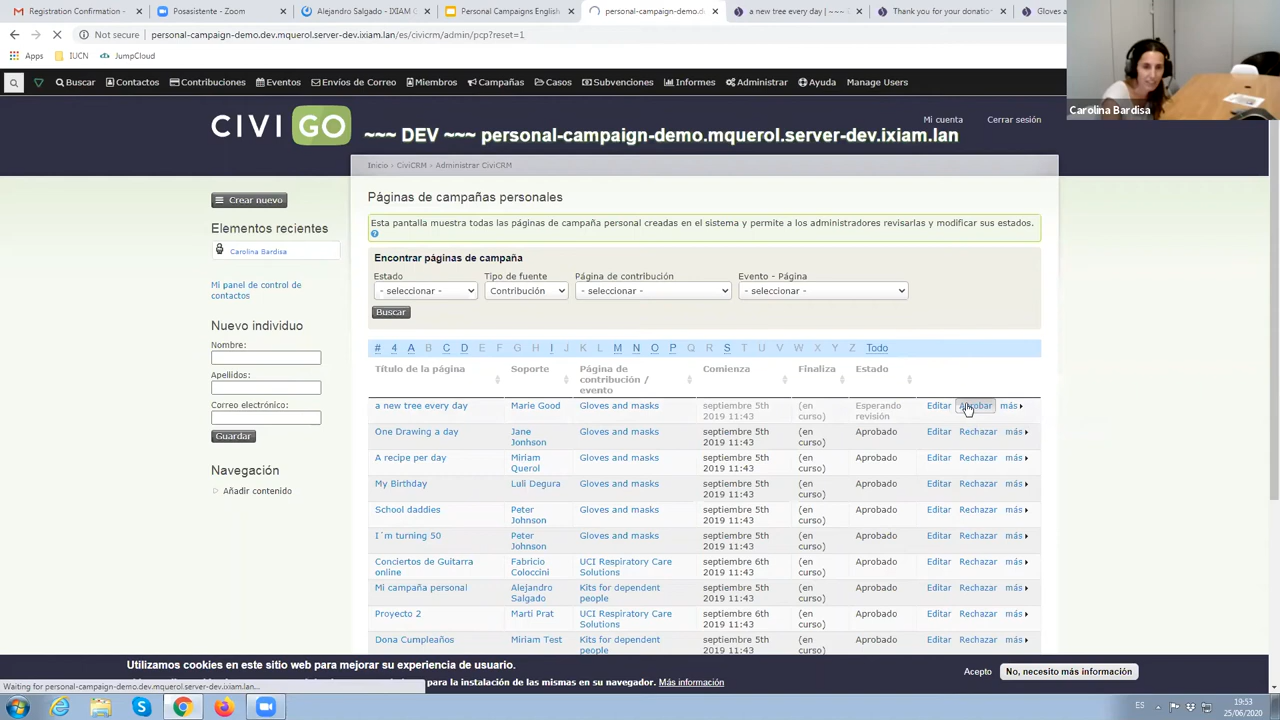 Registration Confirmation -
Posasistente - Zoom
Alejandro Salgado - IXIAM C
Personal Campaigns English
personal-campaign-demo.d
a new tree every day |
Thank you for your donatio
Gloves a
Not secure | personal-campaign-demo.dev.mquerol.server-dev.ixiam.lan/es/civicrm/admin/pcp?reset=1
Apps IUCN JumpCloud
Buscar Contactos Contribuciones Eventos Envíos de Correo Miembros Campañas Casos Subvenciones Informes Administrar Ayuda Manage Users
Carolina Bardisa
CIVI GO
~~~ DEV ~~~ personal-campaign-demo.mquerol.server-dev.ixiam.lan
Mi cuenta Cerrar sesión
Inicio › CiviCRM › Administrar CiviCRM
Crear nuevo
Elementos recientes
Carolina Bardisa
Mi panel de control de
contactos
Nuevo individuo
Nombre:
Apellidos:
Correo electrónico:
Guardar
Navegación
Añadir contenido
Páginas de campañas personales
Esta pantalla muestra todas las páginas de campaña personal creadas en el sistema y permite a los administradores revisarlas y modificar sus estados.
Encontrar páginas de campaña
Estado Tipo de fuente Página de contribución Evento - Página
- seleccionar - Contribución - seleccionar - - seleccionar -
Buscar
# 4 A B C D E F G H I J K L M N O P Q R S T U V W X Y Z Todo
Título de la página Soporte Página de contribución / evento Comienza Finaliza Estado
a new tree every day Marie Good Gloves and masks septiembre 5th 2019 11:43 (en curso) Esperando revisión Editar Aprobar más
One Drawing a day Jane Jonhson Gloves and masks septiembre 5th 2019 11:43 (en curso) Aprobado Editar Rechazar más
A recipe per day Miriam Querol Gloves and masks septiembre 5th 2019 11:43 (en curso) Aprobado Editar Rechazar más
My Birthday Luli Degura Gloves and masks septiembre 5th 2019 11:43 (en curso) Aprobado Editar Rechazar más
School daddies Peter Johnson Gloves and masks septiembre 5th 2019 11:43 (en curso) Aprobado Editar Rechazar más
I´m turning 50 Peter Johnson Gloves and masks septiembre 5th 2019 11:43 (en curso) Aprobado Editar Rechazar más
Conciertos de Guitarra online Fabricio Coloccini UCI Respiratory Care Solutions septiembre 6th 2019 11:43 (en curso) Aprobado Editar Rechazar más
Mi campaña personal Alejandro Salgado Kits for dependent people septiembre 5th 2019 11:43 (en curso) Aprobado Editar Rechazar más
Proyecto 2 Marti Prat UCI Respiratory Care Solutions septiembre 6th 2019 11:43 (en curso) Aprobado Editar Rechazar más
Dona Cumpleaños Miriam Test Kits for dependent people septiembre 5th 2019 11:43 (en curso) Aprobado Editar Rechazar más
Utilizamos cookies en este sitio web para mejorar su experiencia de usuario.
para la instalación de las mismas en su navegador. Más información
Acepto No, necesito más información
Waiting for personal-campaign-demo.dev.mquerol.server-dev.ixiam.lan...
ES
19:53
25/06/2020